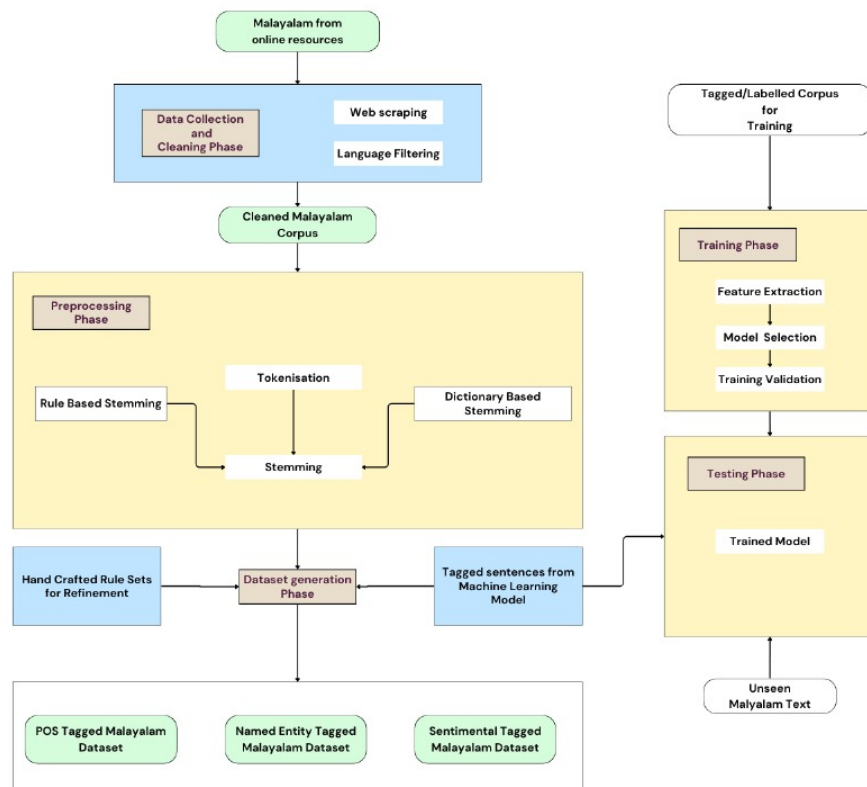 Malayalam from
online resources
Data Collection
and
Cleaning Phase
Web scraping
Language Filtering
Cleaned Malayalam
Corpus
Preprocessing
Phase
Tokenisation
Rule Based Stemming
Dictionary Based
Stemming
Stemming
Hand Crafted Rule Sets
for Refinement
Dataset generation
Phase
Tagged sentences from
Machine Learning
Model
POS Tagged Malayalam
Dataset
Named Entity Tagged
Malayalam Dataset
Sentimental Tagged
Malayalam Dataset
Tagged/Labelled Corpus
for
Training
Training Phase
Feature Extraction
Model Selection
Training Validation
Testing Phase
Trained Model
Unseen
Malyalam Text